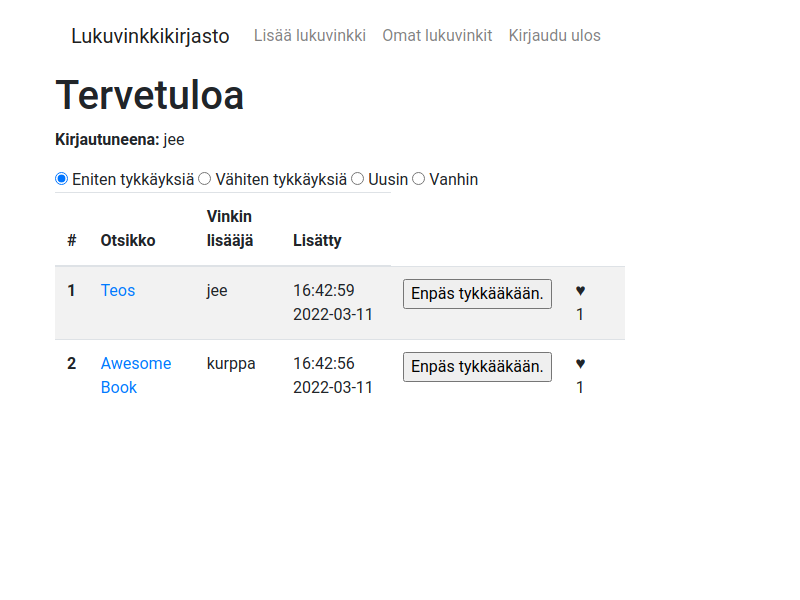 Lukuvinkkikirjasto Lisää lukuvinkki Omat lukuvinkit Kirjaudu ulos
Tervetuloa
Kirjautuneena: jee
Eniten tykkäyksiä Vähiten tykkäyksiä Uusin Vanhin
# Otsikko Vinkin lisääjä Lisätty
1 Teos jee 16:42:59 2022-03-11 Enpäs tykkääkään. ♥ 1
2 Awesome Book kurppa 16:42:56 2022-03-11 Enpäs tykkääkään. ♥ 1